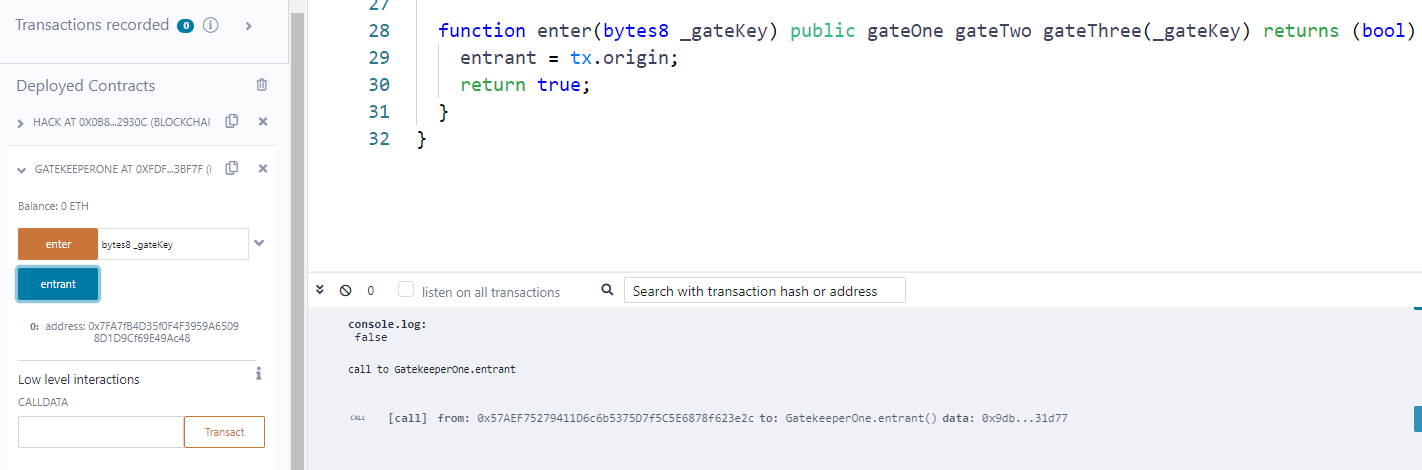 Transactions recorded 0 i >
Deployed Contracts
HACK AT 0X0B8...2930C (BLOCKCHAI
GATEKEEPERONE AT 0XFDF...3BF7F (
Balance: 0 ETH
enter bytes8 _gateKey
entrant
0: address: 0x7FA7fB4D35f0F4F3959A6509
8D1D9Cf69E49Ac48
Low level interactions
CALLDATA
Transact
27
28 function enter(bytes8 _gateKey) public gateOne gateTwo gateThree(_gateKey) returns (bool)
29 entrant = tx.origin;
30 return true;
31 }
32 }
0 listen on all transactions Search with transaction hash or address
console.log:
false
call to GatekeeperOne.entrant
CALL [call] from: 0x57AEF75279411D6c6b5375D7f5C5E6878f623e2c to: GatekeeperOne.entrant() data: 0x9db...31d77